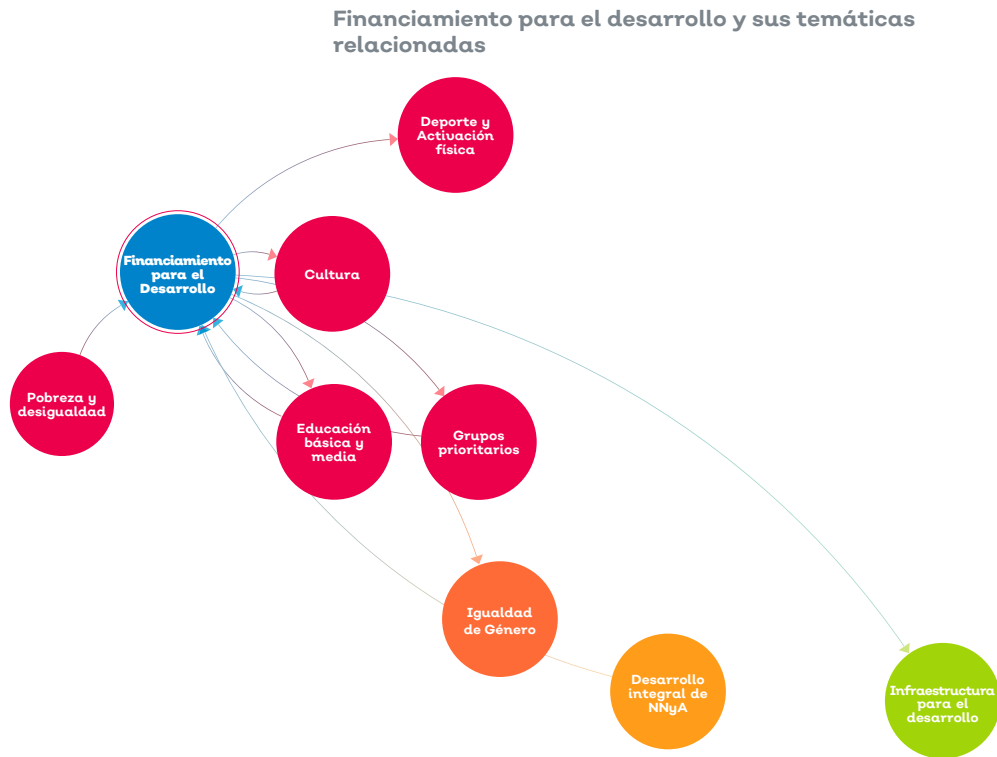 Financiamiento para el desarrollo y sus temáticas
relacionadas
Deporte y
Activación
física
Financiamiento
para el
Desarrollo
Cultura
Pobreza y
desigualdad
Educación
básica y
media
Grupos
prioritarios
Igualdad
de Género
Desarrollo
integral de
NNyA
Infraestructura
para el
desarrollo